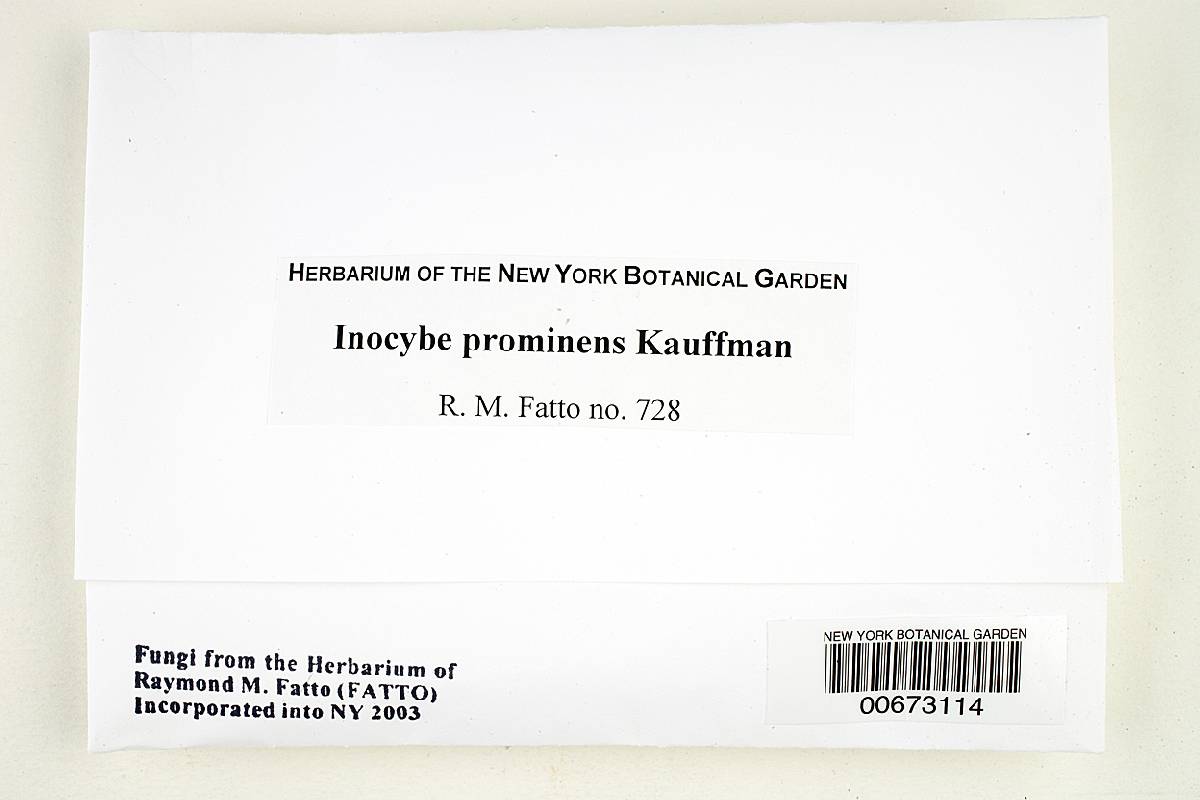 HERBARIUM OF THE NEW YORK BOTANICAL GARDEN
Inocybe prominens Kauffman
R. M. Fatto no. 728
Fungi from the Herbarium of
Raymond M. Fatto (FATTO)
Incorporated into NY 2003
NEW YORK BOTANICAL GARDEN
00673114